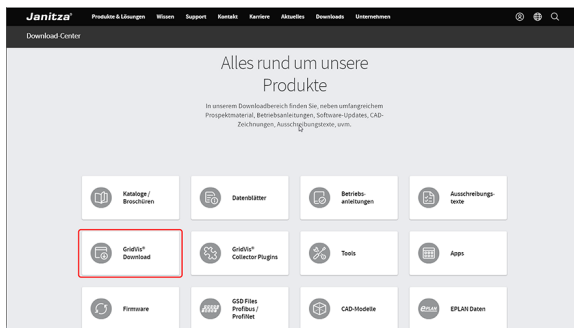 Janitza®
Produkte & Lösungen Wissen Support Kontakt Karriere Aktuelles Downloads Unternehmen
Download-Center
Alles rund um unsere
Produkte
In unserem Downloadbereich finden Sie, neben umfangreichem
Prospektmaterial, Betriebsanleitungen, Software-Updates, CAD-
Zeichnungen, Ausschreibungstexte, uvm.
Kataloge /
Broschüren
Datenblätter
Betriebs-
anleitungen
Ausschreibungs-
texte
GridVis®
Download
GridVis®
Collector Plugins
Tools
Apps
Firmware
GSD Files
Profibus /
ProfiNet
CAD-Modelle
ePLAN
EPLAN Daten